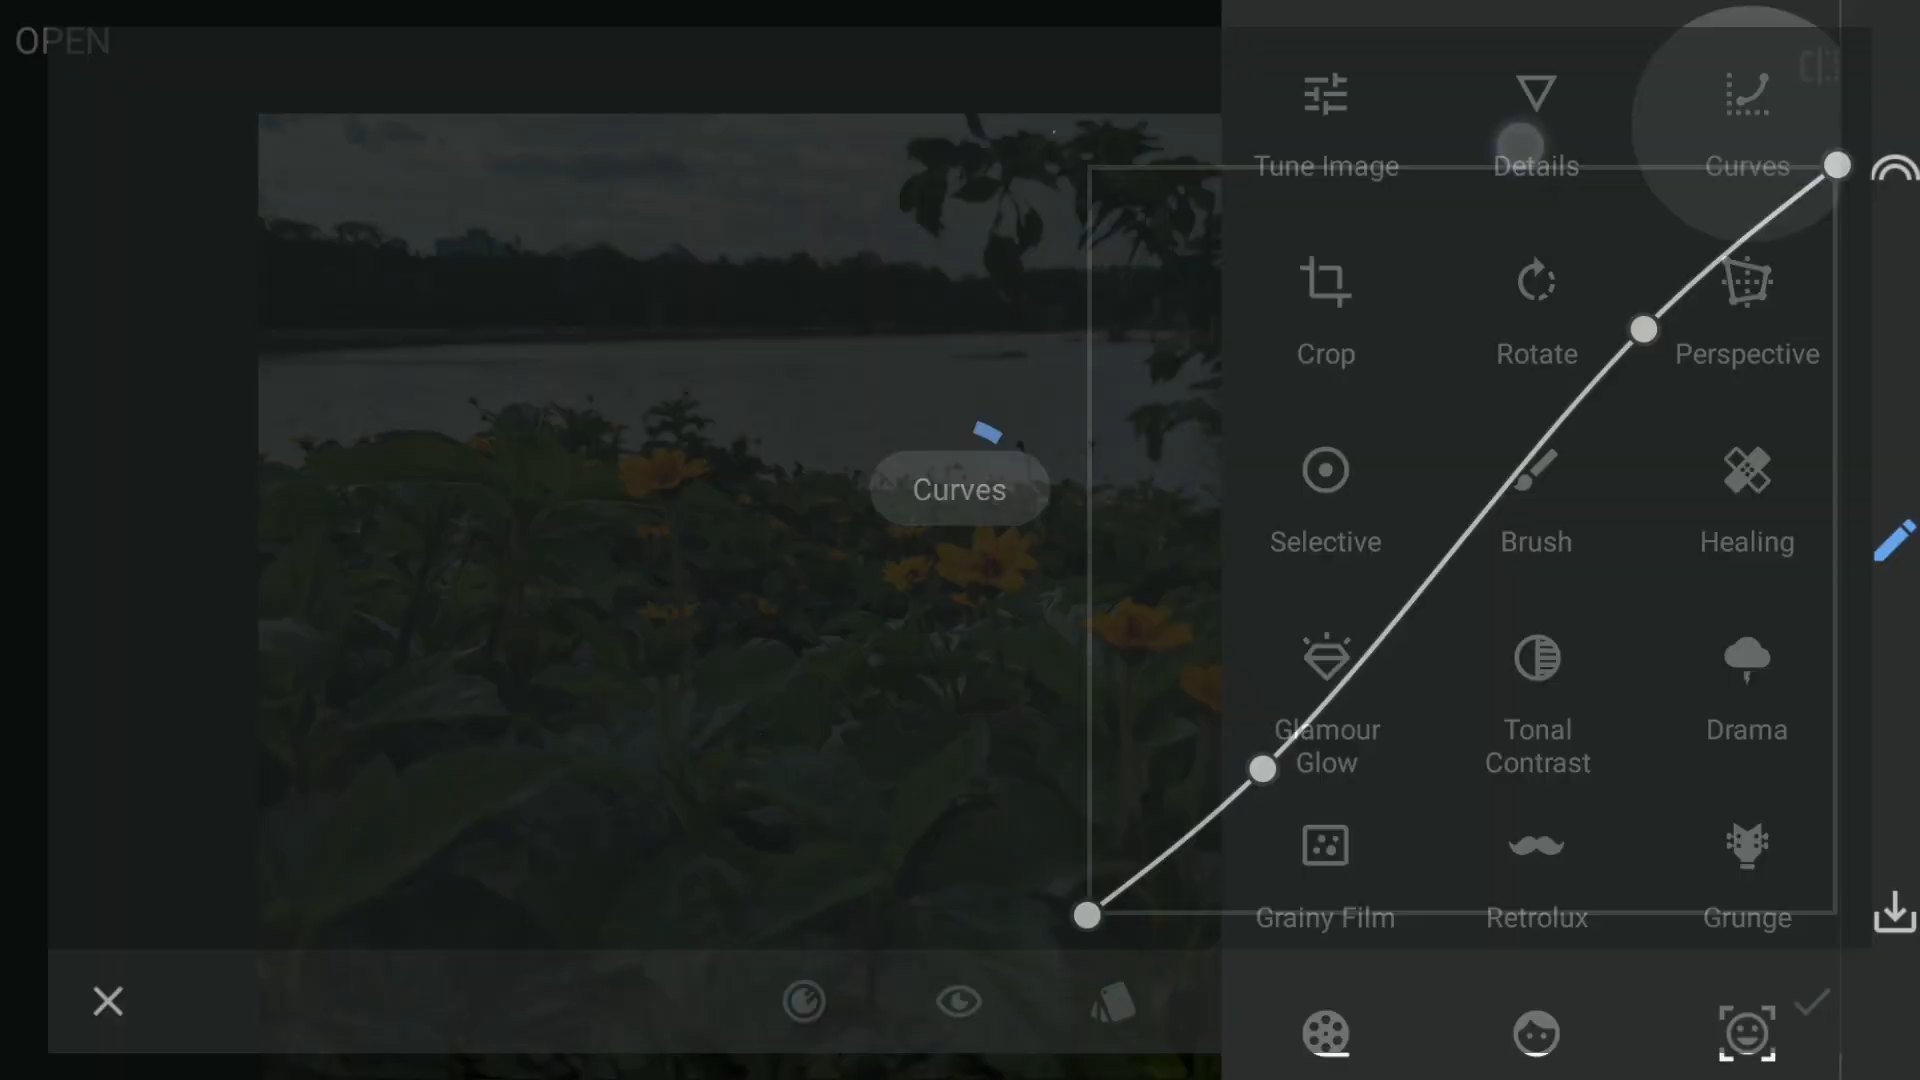 OPEN
Tune Image
Details
Curves
Crop
Rotate
Perspective
Curves
Selective
Brush
Healing
Glamour
Glow
Tonal
Contrast
Drama
Grainy Film
Retrolux
Grunge